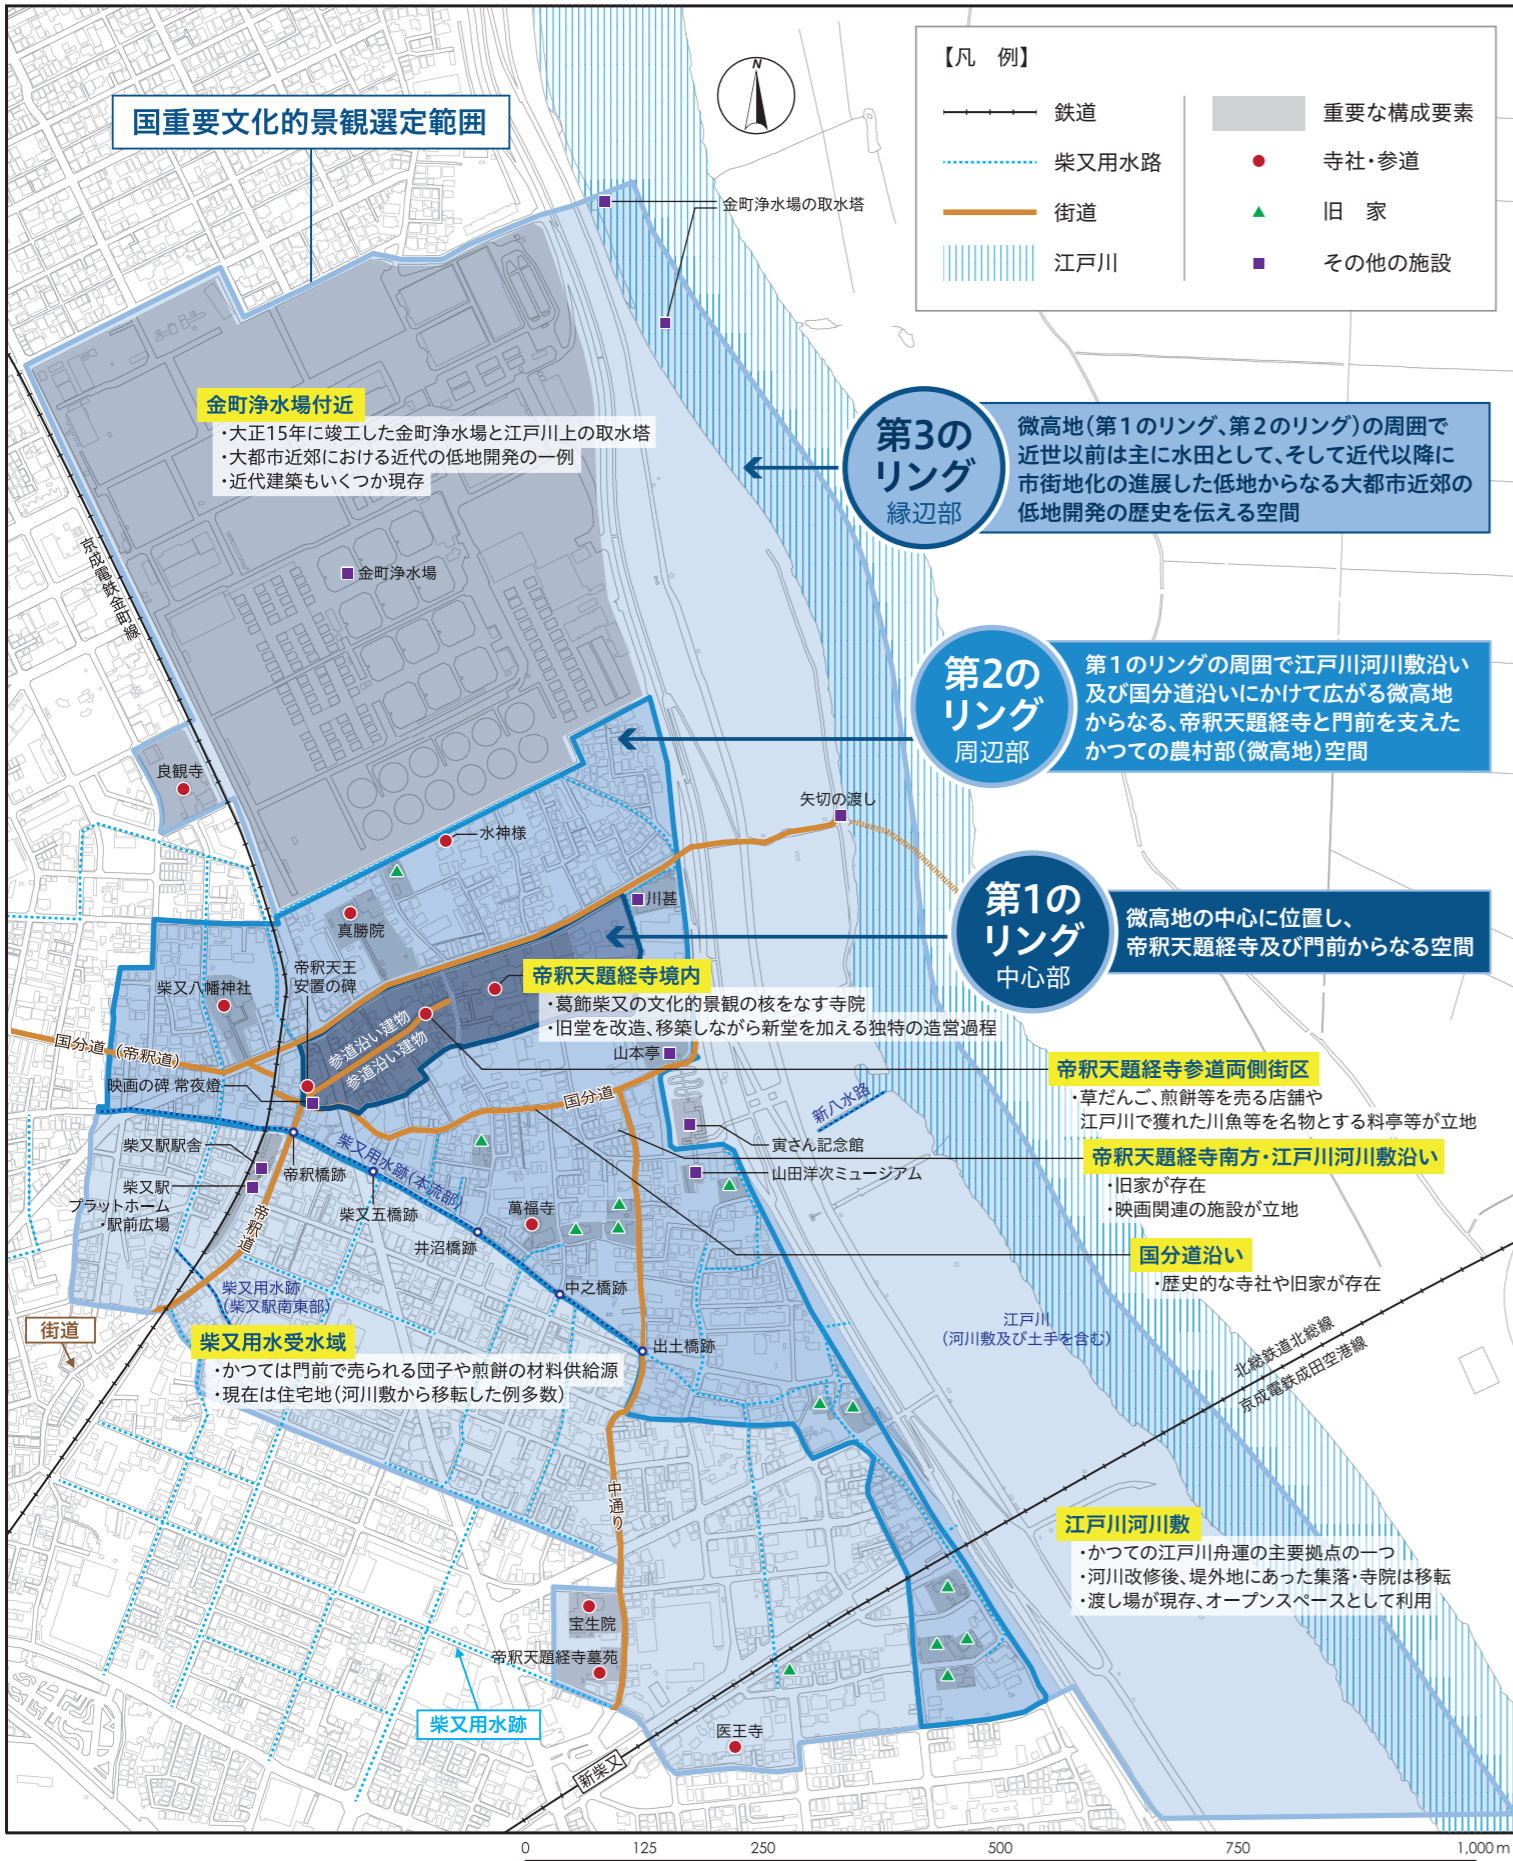 国重要文化的景観選定範囲
N
【凡　例】
鉄道
柴又用水路
街道
江戸川
重要な構成要素
寺社・参道
旧　家
その他の施設
金町浄水場の取水塔
金町浄水場付近
・大正15年に竣工した金町浄水場と江戸川上の取水塔
・大都市近郊における近代の低地開発の一例
・近代建築もいくつか現存
第3の
リング
縁辺部
微高地（第1のリング、第2のリング）の周囲で
近世以前は主に水田として、そして近代以降に
市街地化の進展した低地からなる大都市近郊の
低地開発の歴史を伝える空間
京成電鉄金町線
金町浄水場
第2の
リング
周辺部
第1のリングの周囲で江戸川河川敷沿い
及び国分道沿いにかけて広がる微高地
からなる、帝釈天題経寺と門前を支えた
かつての農村部（微高地）空間
良観寺
水神様
矢切の渡し
川甚
真勝院
第1の
リング
中心部
微高地の中心に位置し、
帝釈天題経寺及び門前からなる空間
帝釈天王
安置の碑
柴又八幡神社
帝釈天題経寺境内
・葛飾柴又の文化的景観の核をなす寺院
・旧堂を改造、移築しながら新堂を加える独特の造営過程
参道沿い建物
参道沿い建物
国分道（帝釈道）
山本亭
映画の碑 常夜燈
国分道
新八水路
帝釈天題経寺参道両側街区
・草だんご、煎餅等を売る店舗や
江戸川で獲れた川魚等を名物とする料亭等が立地
柴又駅駅舎
帝釈橋跡
柴又用水跡（本流部）
寅さん記念館
山田洋次ミュージアム
帝釈天題経寺南方・江戸川河川敷沿い
・旧家が存在
・映画関連の施設が立地
柴又駅
プラットホーム
・駅前広場
帝釈道
柴又五橋跡
萬福寺
井沼橋跡
国分道沿い
・歴史的な寺社や旧家が存在
柴又用水跡
（柴又駅南東部）
中之橋跡
街道
柴又用水受水域
・かつては門前で売られる団子や煎餅の材料供給源
・現在は住宅地（河川敷から移転した例多数）
出土橋跡
江戸川
（河川敷及び土手を含む）
北総鉄道北総線
京成電鉄成田空港線
中通り
江戸川河川敷
・かつての江戸川舟運の主要拠点の一つ
・河川改修後、堤外地にあった集落・寺院は移転
・渡し場が現存、オープンスペースとして利用
宝生院
帝釈天題経寺墓苑
柴又用水跡
医王寺
新柴又
0 125 250 500 750 1,000m